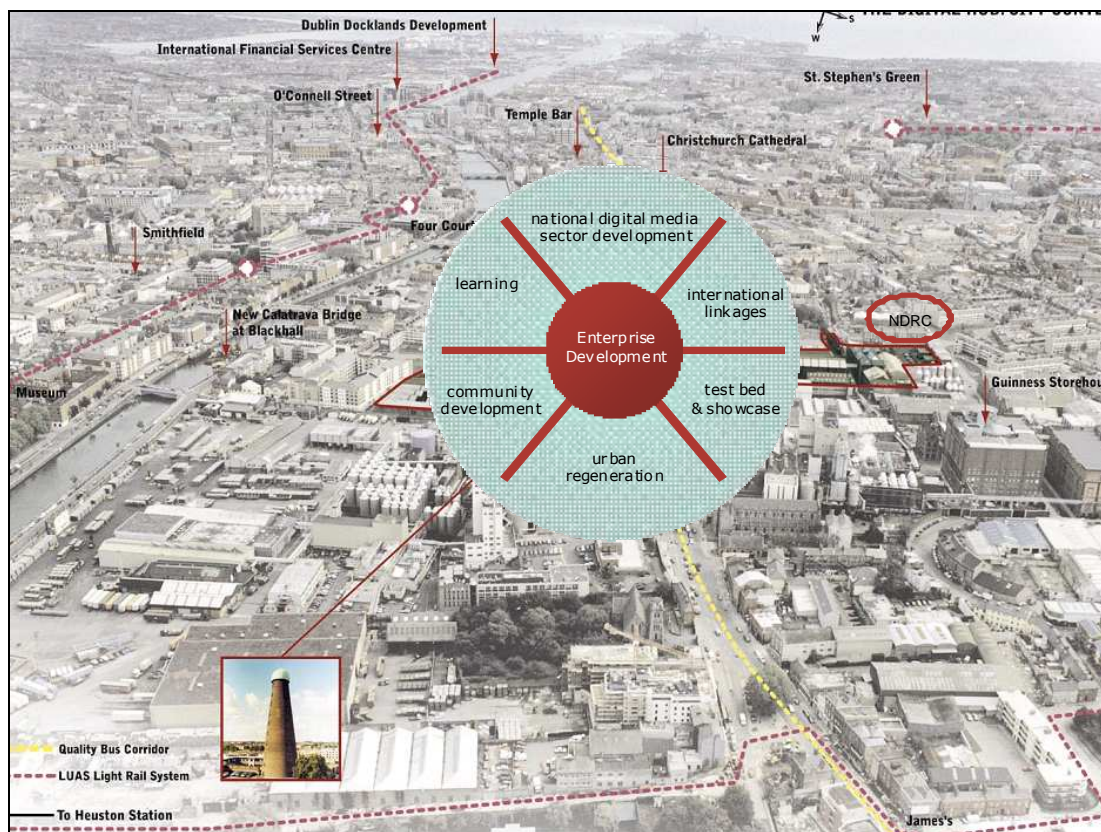 Dublin Docklands Development
International Financial Services Centre
O'Connell Street
S
W
St. Stephen's Green
Temple Bar
Christchurch Cathedral
Smithfield
Four Court
New Calatrava Bridge
at Blackhall
Museum
national digital media
sector development
learning
international
linkages
Enterprise
Development
community
development
test bed
& showcase
urban
regeneration
NDRC
Guinness Storehou
Quality Bus Corridor
LUAS Light Rail System
To Heuston Station
James's